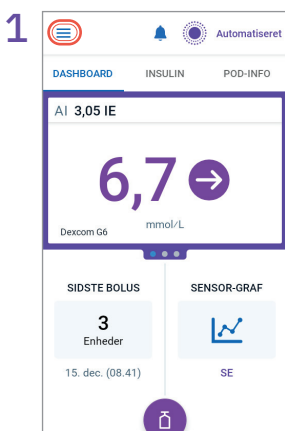 1
Automatiseret
DASHBOARD INSULIN POD-INFO
AI 3,05 IE
6,7
mmol/L
Dexcom G6
SIDSTE BOLUS SENSOR-GRAF
3
Enheder
15. dec. (08.41) SE